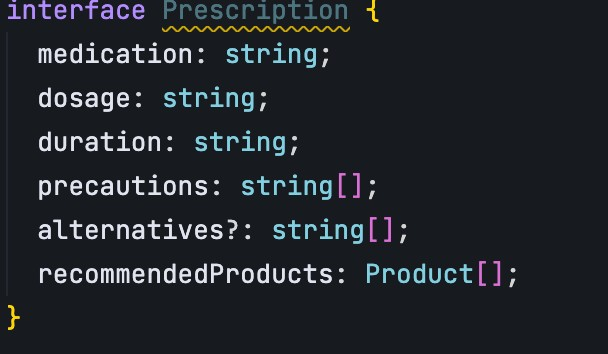 interface Prescription {
  medication: string;
  dosage: string;
  duration: string;
  precautions: string[];
  alternatives?: string[];
  recommendedProducts: Product[];
}